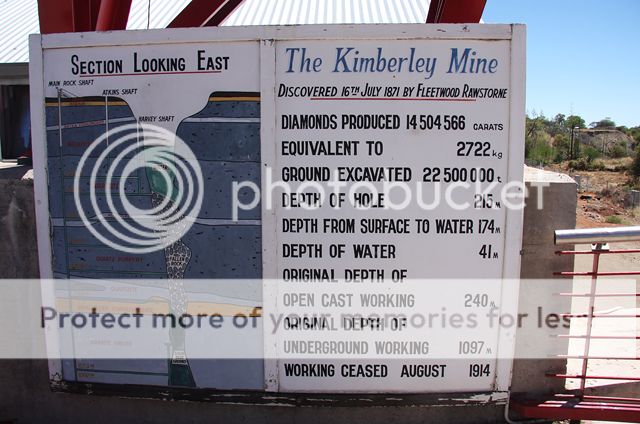 SECTION LOOKING EAST
MAIN ROCK SHAFT
ATKINS SHAFT
HARVEY SHAFT
FALLEN ROCK
The Kimberley Mine
DISCOVERED 16TH JULY 1871 BY FLEETWOOD RAWSTORNE
DIAMONDS PRODUCED 14 504 566 CARATS
EQUIVALENT TO 2722 kg
GROUND EXCAVATED 22 500 000 t
DEPTH OF HOLE 215 M
DEPTH FROM SURFACE TO WATER 174 M
DEPTH OF WATER 41 M
ORIGINAL DEPTH OF
OPEN CAST WORKING 240 M
ORIGINAL DEPTH OF
UNDERGROUND WORKING 1097 M
WORKING CEASED AUGUST 1914
photobucket
Protect more of your memories for less!